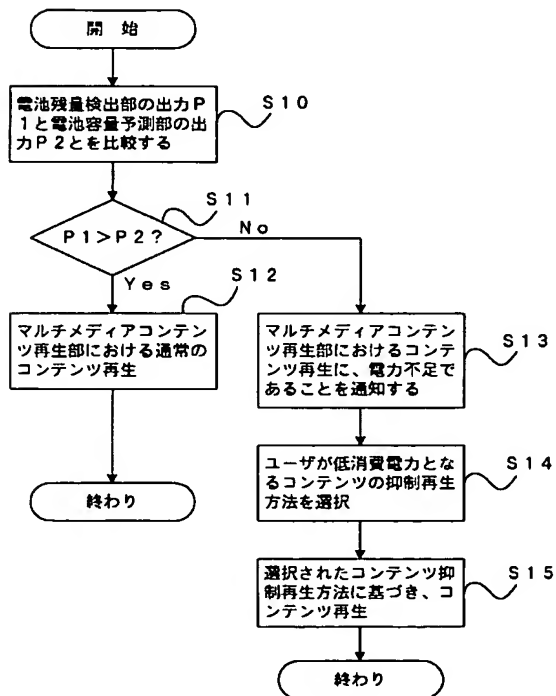 開 始
電池残量検出部の出力P
1と電池容量予測部の出
力P2とを比較する
S10
S11
P1>P2?
No
Yes
S12
マルチメディアコンテン
ツ再生部における通常の
コンテンツ再生
終わり
マルチメディアコンテン
ツ再生部におけるコンテ
ンツ再生に、電力不足で
あることを通知する
S13
ユーザが低消費電力とな
るコンテンツの抑制再生
方法を選択
S14
選択されたコンテンツ抑
制再生方法に基づき、コ
ンテンツ再生
S15
終わり